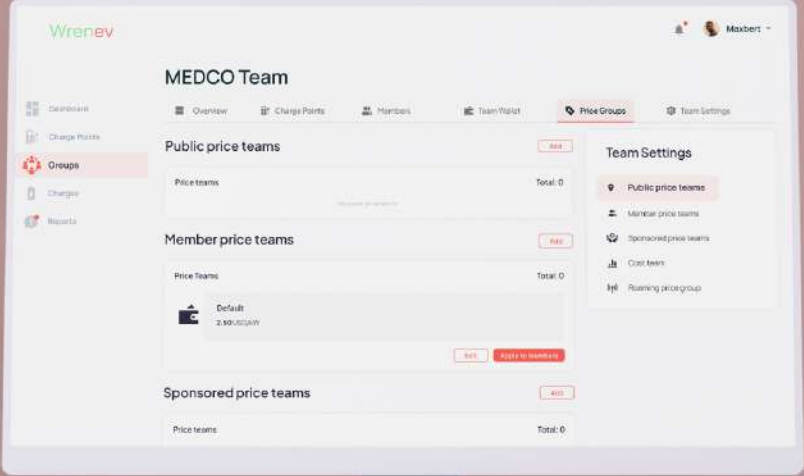 Wrenev
Maxbert
MEDCO Team
Overview
Charge Points
Members
Team Wallet
Price Groups
Team Settings
Dashboard
Charge Points
Groups
Charges
Reports
Public price teams
Add
Price teams
Total: 0
Member price teams
Add
Price Teams
Total: 0
Default
2.50
Apply to members
Sponsored price teams
Add
Price teams
Total: 0
Team Settings
Public price teams
Member price teams
Sponsored price teams
Cost team
Roaming price group